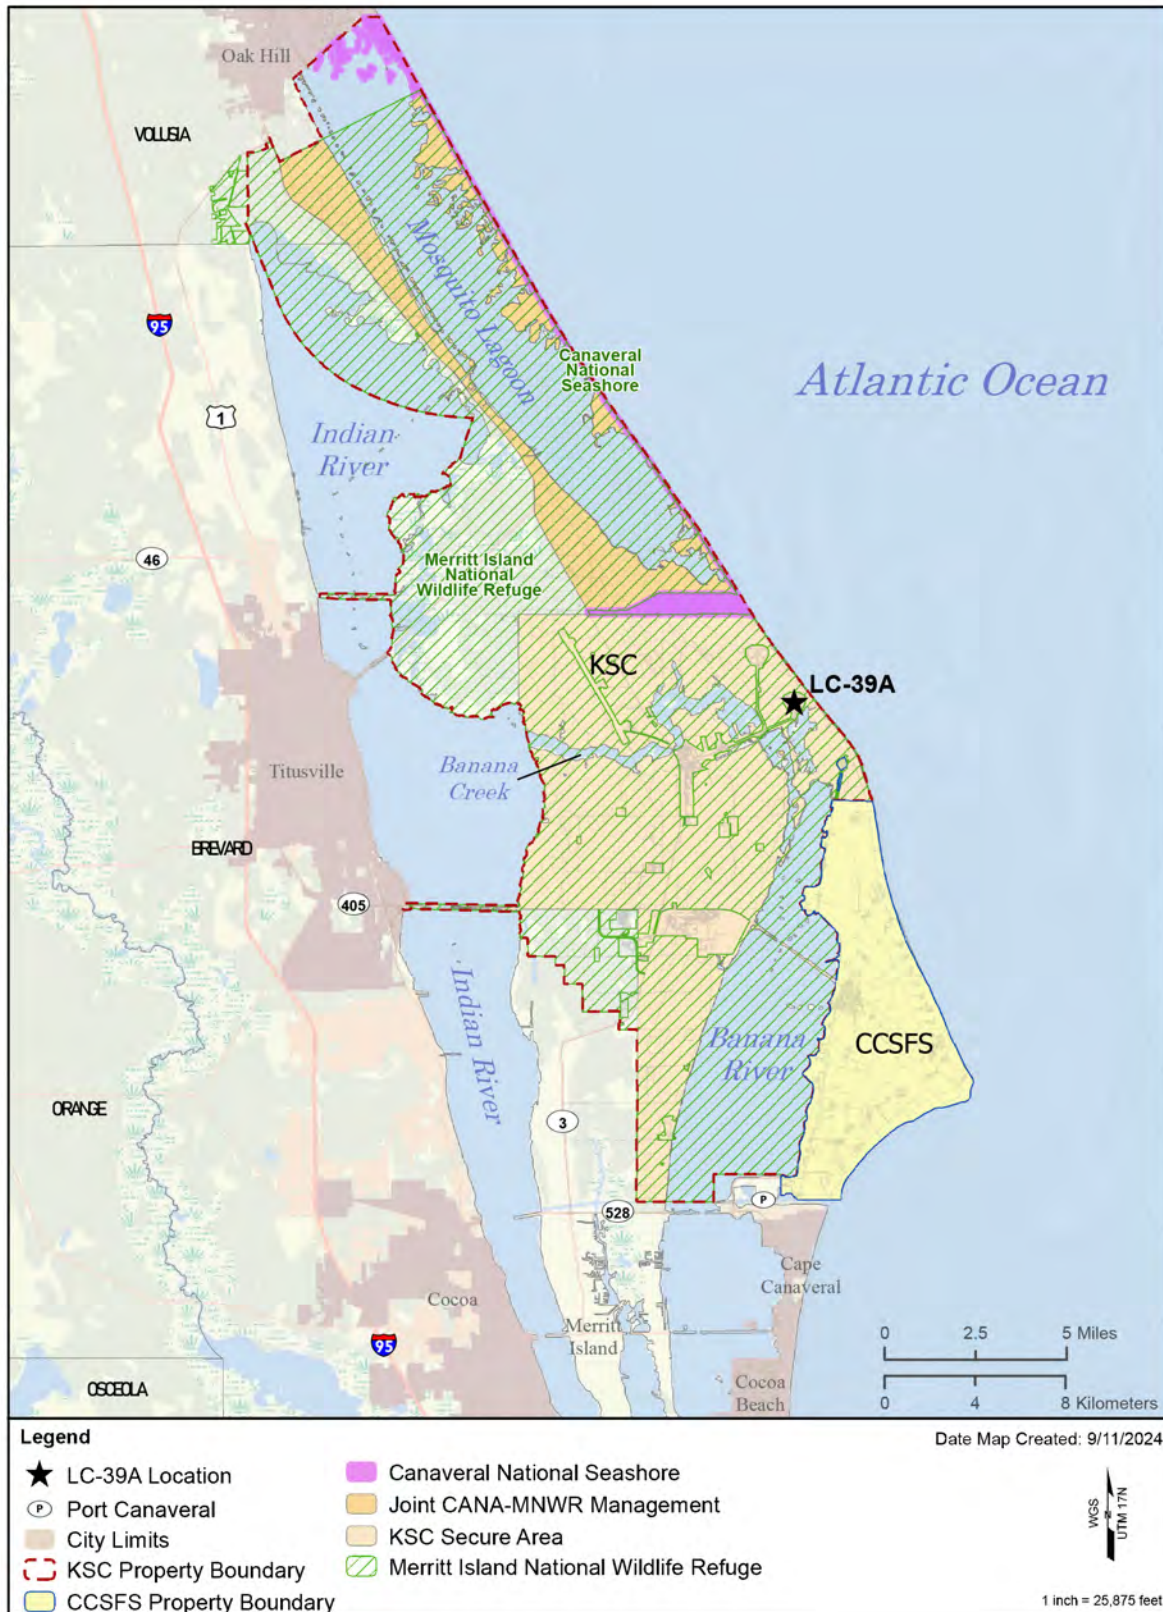 Oak Hill
VOLUSIA
95
Mosquito Lagoon
Canaveral
National
Seashore
Atlantic Ocean
1
Indian
River
46
Merritt Island
National
Wildlife Refuge
KSC
LC-39A
Titusville
Banana
Creek
BREVARD
405
Indian River
Banana
River
CCSFS
ORANGE
3
P
528
Cape
Canaveral
Cocoa
Merritt
Island
95
0 2.5 5 Miles
OSCEOLA
Cocoa
Beach
0 4 8 Kilometers
Legend
Date Map Created: 9/11/2024
LC-39A Location
P Port Canaveral
City Limits
KSC Property Boundary
CCSFS Property Boundary
Canaveral National Seashore
Joint CANA-MNWR Management
KSC Secure Area
Merritt Island National Wildlife Refuge
WGS
N
UTM 17N
1 inch = 25,875 feet